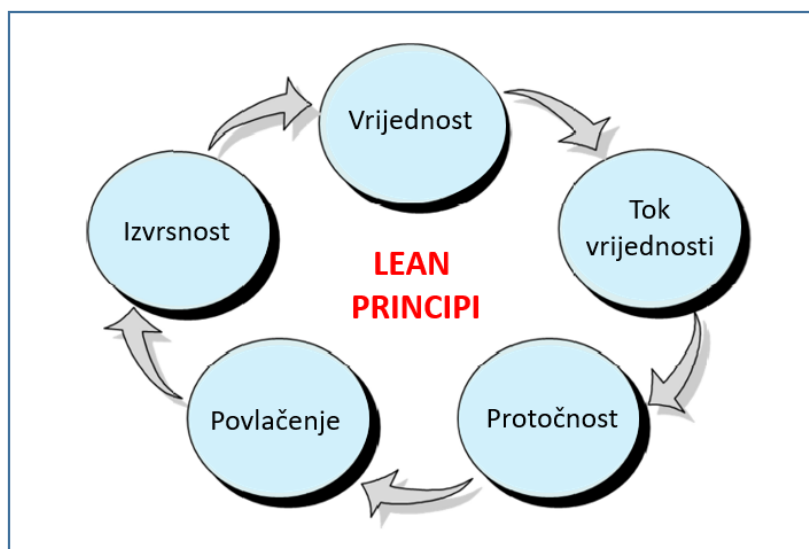 Vrijednost
Tok
vrijednosti
Izvrsnost
LEAN
PRINCIPI
Povlačenje
Protočnost